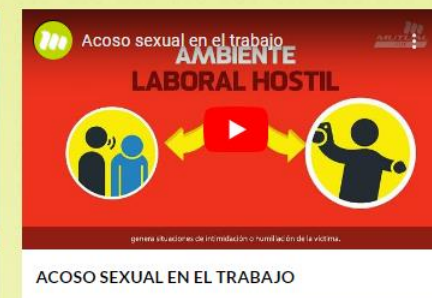 Acoso sexual en el trabajo
AMBIENTE
LABORAL HOSTIL
MUTUAL
genera situaciones de intimidación o humillación de la víctima.
ACOSO SEXUAL EN EL TRABAJO